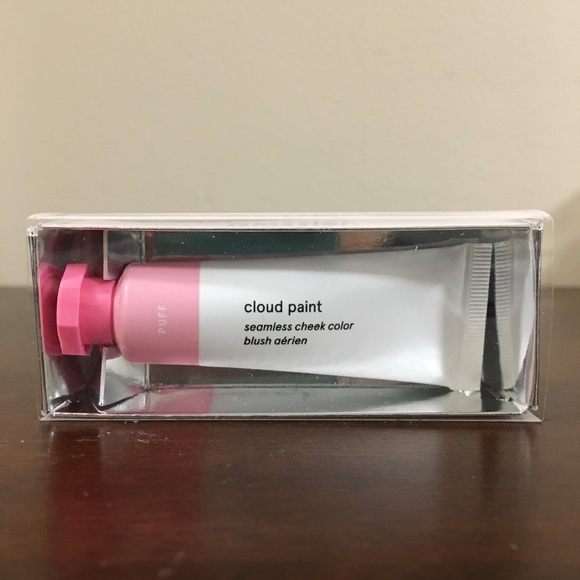 PUFF
cloud paint
seamless cheek color
blush aérien